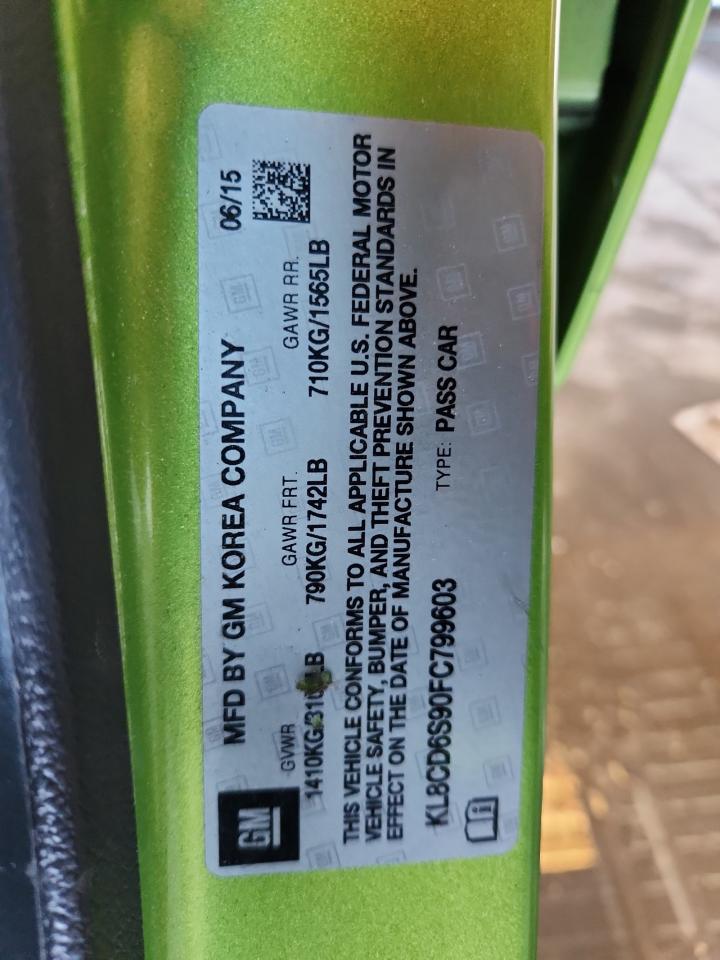 GM
MFD BY GM KOREA COMPANY 06/15
GVWR GAWR FRT. GAWR RR.
790KG/1742LB 710KG/1565LB
THIS VEHICLE CONFORMS TO ALL APPLICABLE U.S. FEDERAL MOTOR
VEHICLE SAFETY, BUMPER, AND THEFT PREVENTION STANDARDS IN
EFFECT ON THE DATE OF MANUFACTURE SHOWN ABOVE.
KL8CD6S90FC799603 TYPE: PASS CAR